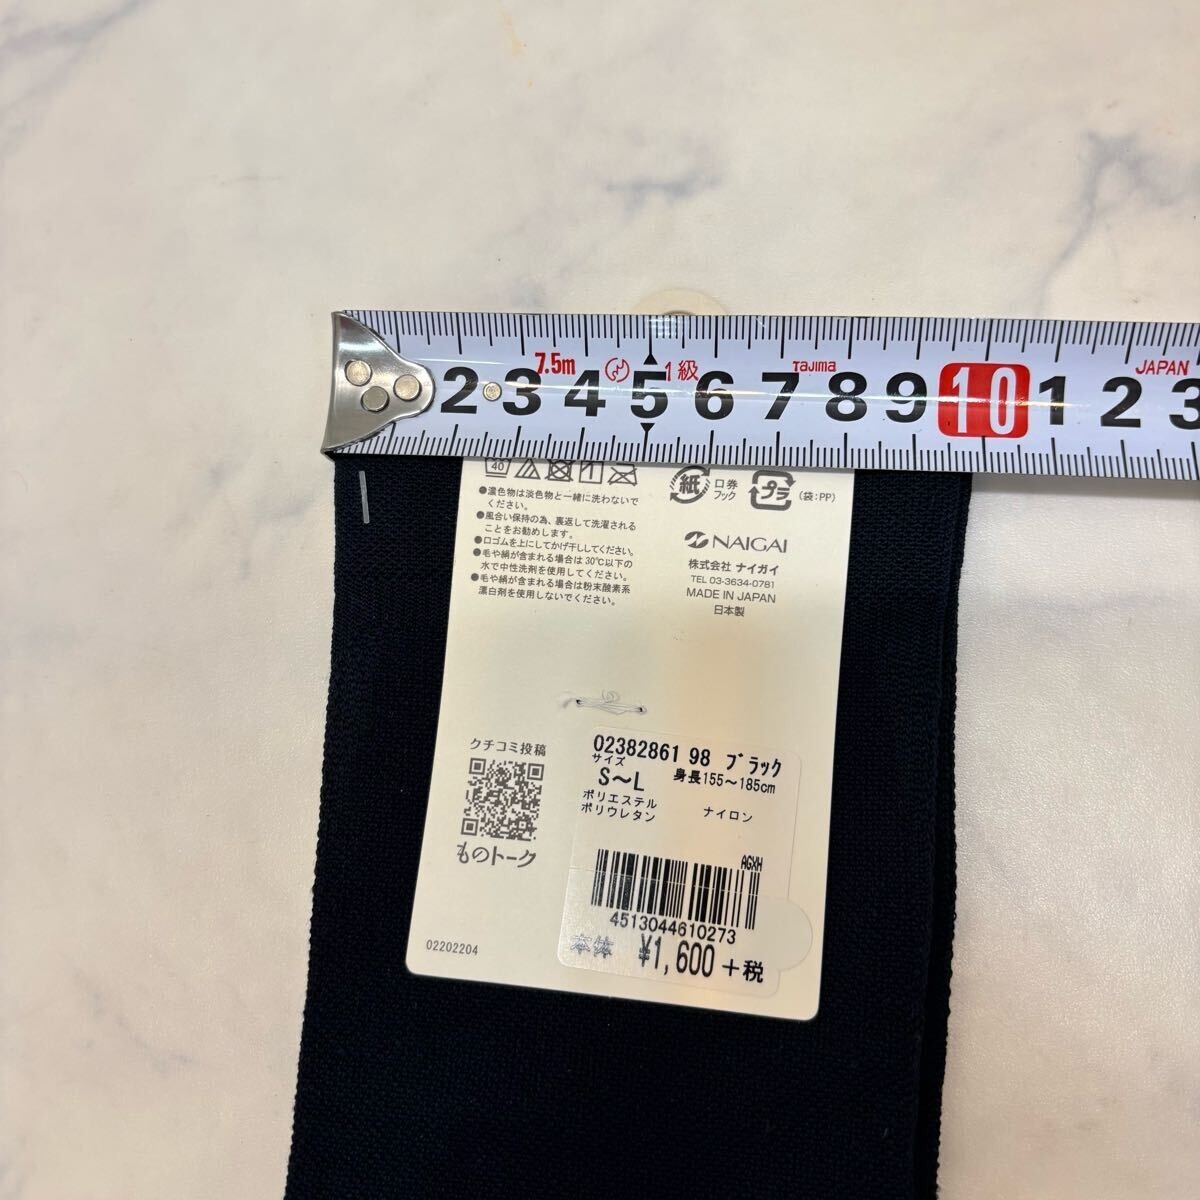 7.5m 1級 Tajima JAPAN
2 3 4 5 6 7 8 9 10 1 2 3
40
●濃色物は淡色物と一緒に洗わないで
ください。
●風合い保持の為、裏返して洗濯される
ことをお勧めします。
●口ゴムを上にしてかげ干ししてください。
●毛や絹が含まれる場合は30℃以下の
水で中性洗剤を使用してください。
●毛や絹が含まれる場合は粉末酸素系
漂白剤を使用しないでください。
紙 口券
フック
プラ (袋:PP)
NAIGAI
株式会社 ナイガイ
TEL 03-3634-0781
MADE IN JAPAN
日本製
クチコミ投稿
ものトーク
02202204
02382861 98 ブラック
サイズ
S〜L 身長155〜185cm
ポリエステル ナイロン
ポリウレタン
AGXH
4513044610273
本体 ¥1,600+税